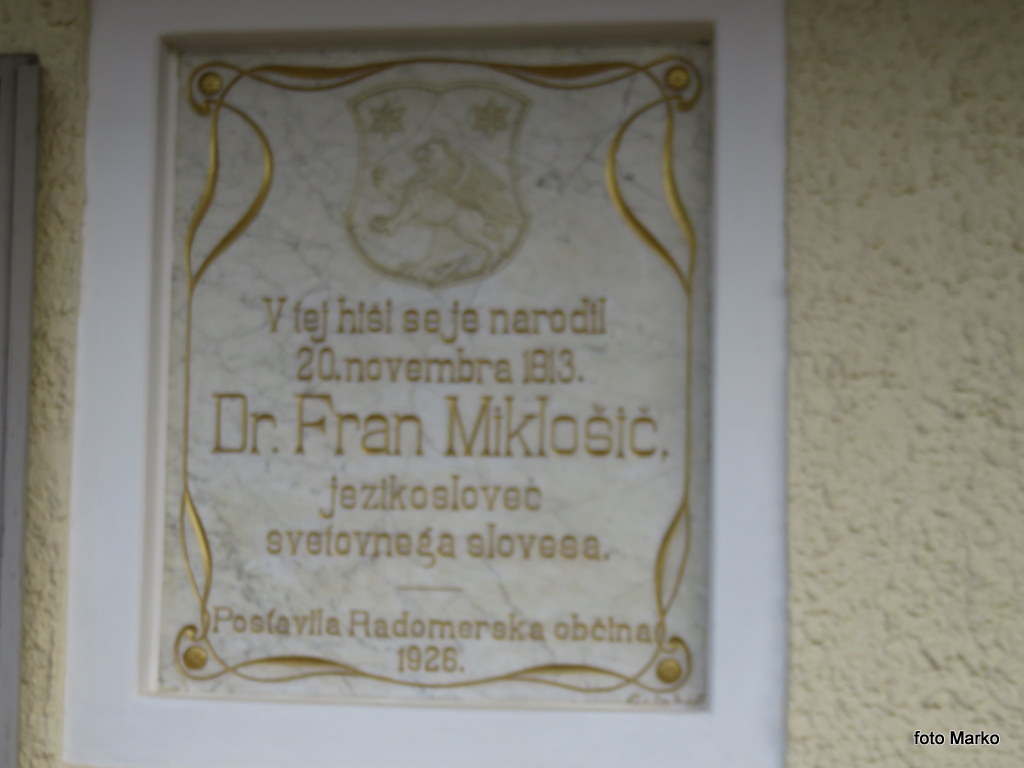 V tej hiši se je narodil
20. novembra 1813.
Dr. Fran Miklošič,
jezikoslovec
svetovnega slovesa.
Postavila Radomerska občina
1926.
foto Marko